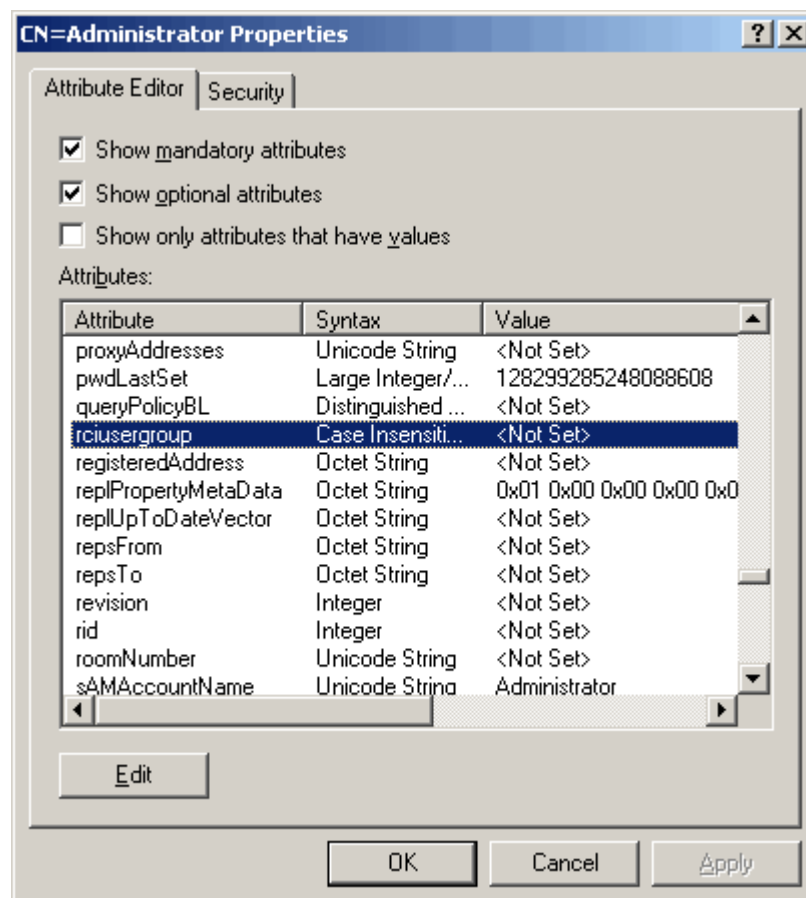 CN=Administrator Properties
Attribute Editor Security
Show mandatory attributes
Show optional attributes
Show only attributes that have values
Attributes:
Attribute Syntax Value
proxyAddresses Unicode String <Not Set>
pwdLastSet Large Integer/... 128299285248088608
queryPolicyBL Distinguished ... <Not Set>
rciusergroup Case Insensiti... <Not Set>
registeredAddress Octet String <Not Set>
replPropertyMetaData Octet String 0x01 0x00 0x00 0x00 0x0
replUpToDateVector Octet String <Not Set>
repsFrom Octet String <Not Set>
repsTo Octet String <Not Set>
revision Integer <Not Set>
rid Integer <Not Set>
roomNumber Unicode String <Not Set>
sAMAccountName Unicode String Administrator
Edit
OK Cancel Apply